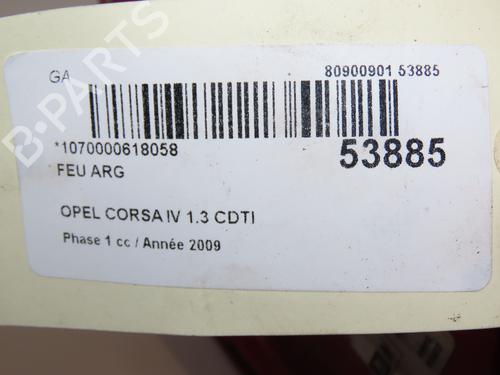 GA
80900901 53885
*1070000618058
53885
FEU ARG
OPEL CORSA IV 1.3 CDTI
Phase 1 cc / Année 2009
B-PARTS